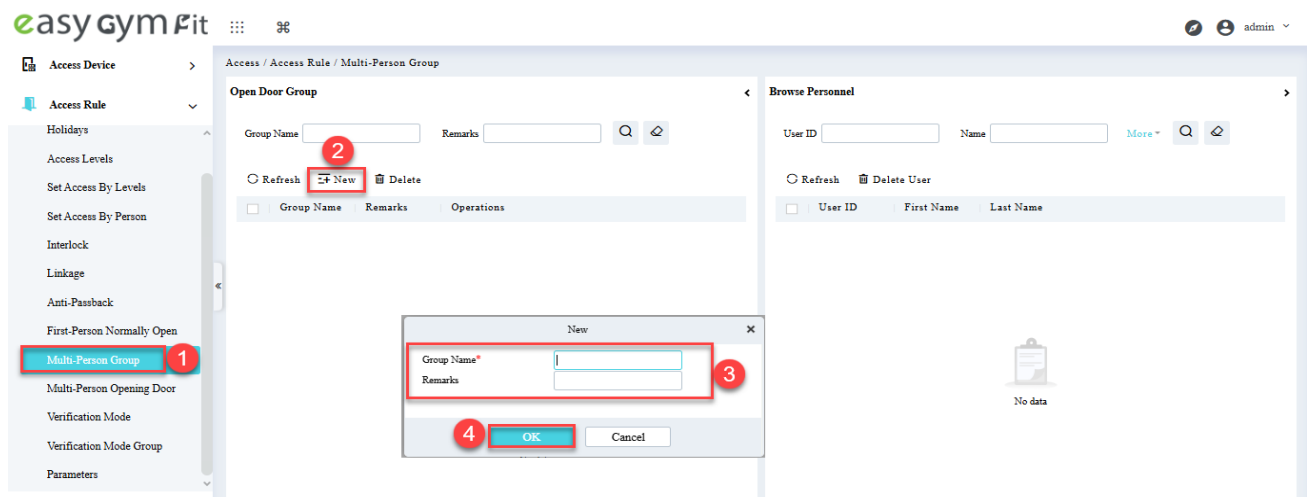 easy Gym Fit
admin
Access Device
Access Rule
Holidays
Access Levels
Set Access By Levels
Set Access By Person
Interlock
Linkage
Anti-Passback
First-Person Normally Open
Multi-Person Group
1
Multi-Person Opening Door
Verification Mode
Verification Mode Group
Parameters
Access / Access Rule / Multi-Person Group
Open Door Group
Group Name
Remarks
2
Refresh New Delete
Group Name Remarks Operations
New
Group Name*
Remarks
3
4
OK Cancel
Browse Personnel
User ID Name More
Refresh Delete User
User ID First Name Last Name
No data